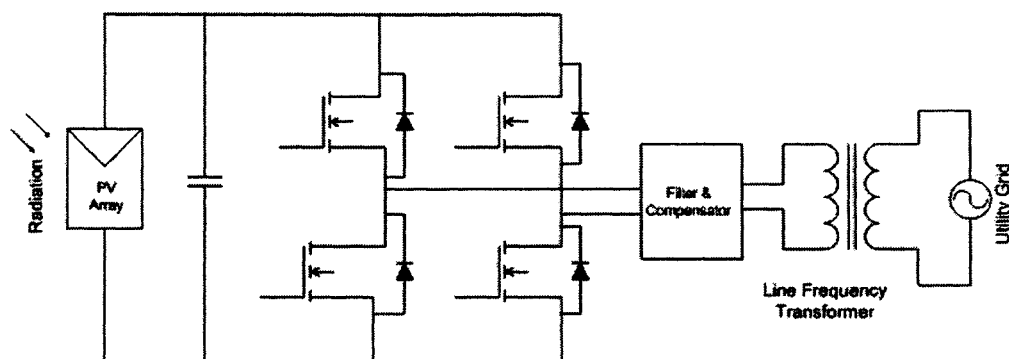 Radiation
PV
Array
Filter &
Compensator
Line Frequency
Transformer
Utility Grid